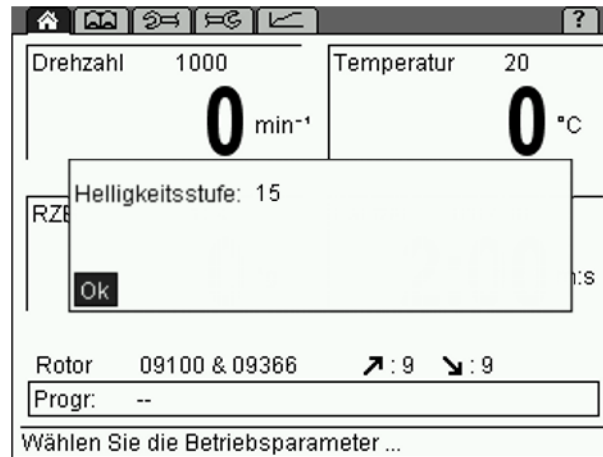 ?
Drehzahl 1000 Temperatur 20
0 min⁻¹ 0 °C
Helligkeitsstufe: 15
Ok
Rotor 09100 & 09366 ↗ : 9 ↘ : 9
Progr: --
Wählen Sie die Betriebsparameter ...